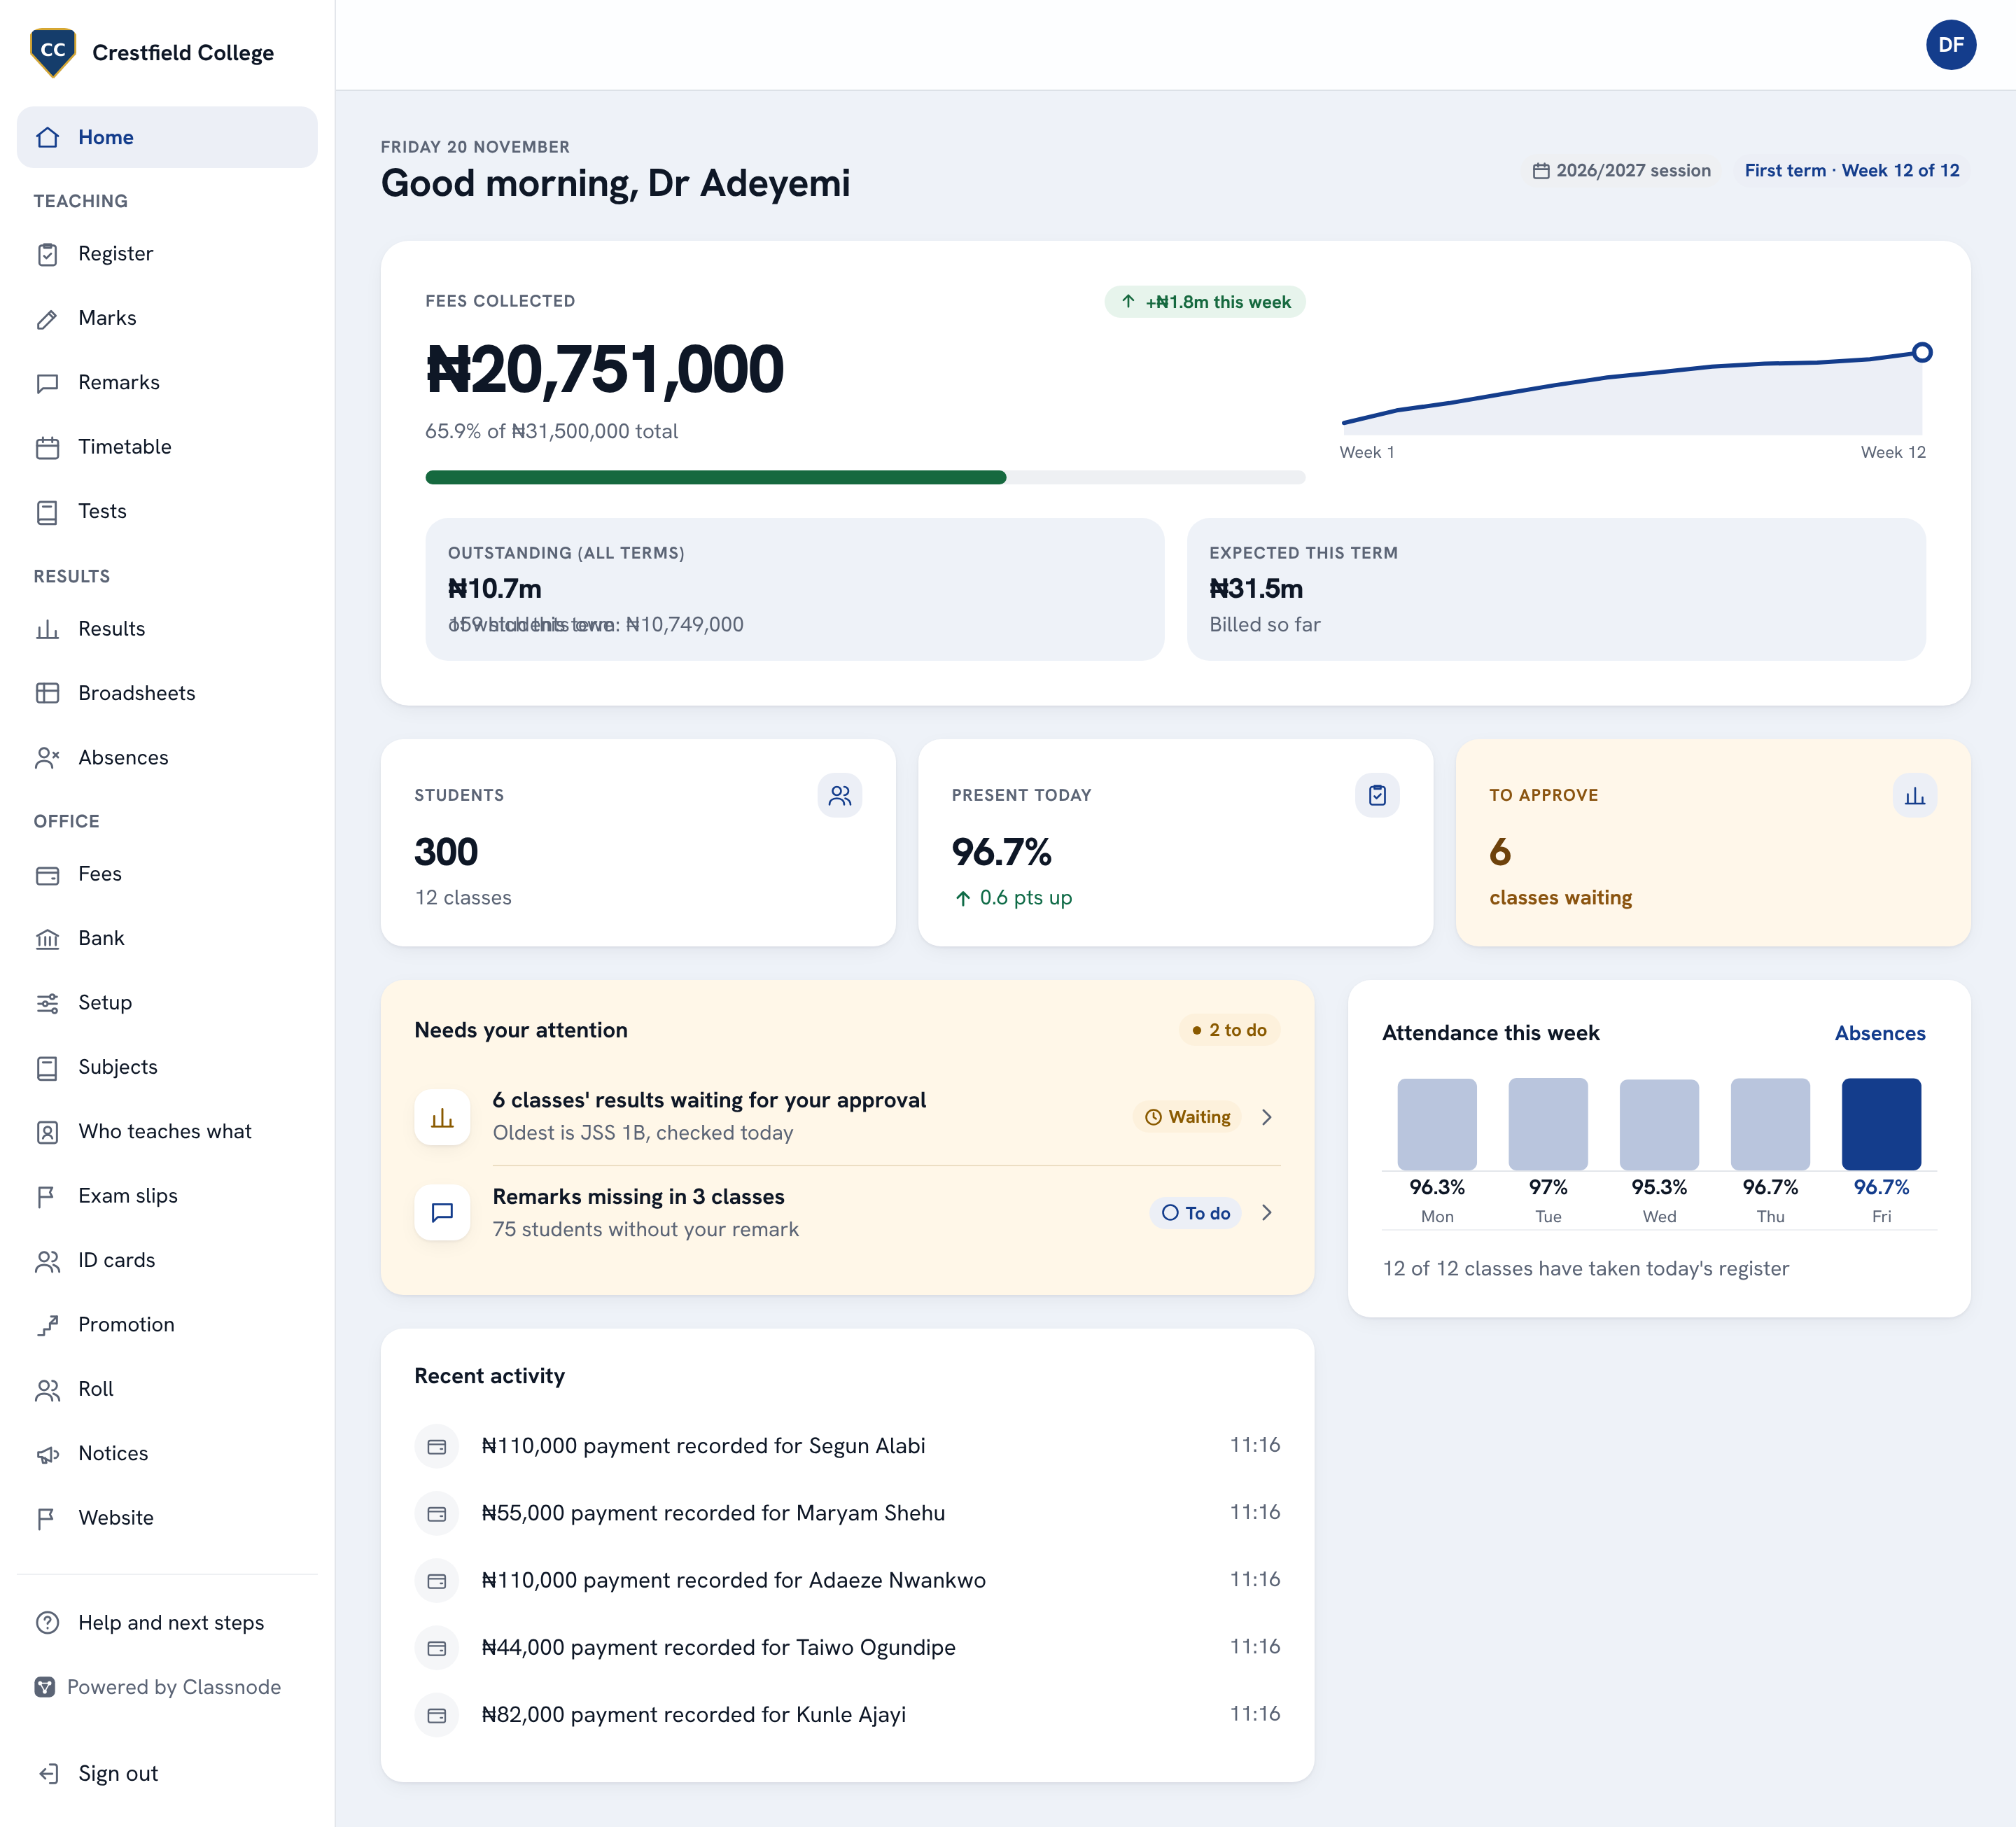 CC
Crestfield College
DF
Home
TEACHING
Register
Marks
Remarks
Timetable
Tests
RESULTS
Results
Broadsheets
Absences
OFFICE
Fees
Bank
Setup
Subjects
Who teaches what
Exam slips
ID cards
Promotion
Roll
Notices
Website
Help and next steps
Powered by Classnode
Sign out
FRIDAY 20 NOVEMBER
Good morning, Dr Adeyemi
2026/2027 session
First term · Week 12 of 12
FEES COLLECTED
+₦1.8m this week
₦20,751,000
65.9% of ₦31,500,000 total
Week 1
Week 12
OUTSTANDING (ALL TERMS)
₦10.7m
₦10,749,000
EXPECTED THIS TERM
₦31.5m
Billed so far
STUDENTS
300
12 classes
PRESENT TODAY
96.7%
0.6 pts up
TO APPROVE
6
classes waiting
Needs your attention
2 to do
6 classes' results waiting for your approval
Oldest is JSS 1B, checked today
Waiting
Remarks missing in 3 classes
75 students without your remark
To do
Attendance this week
Absences
96.3% 97% 95.3% 96.7% 96.7%
Mon Tue Wed Thu Fri
12 of 12 classes have taken today's register
Recent activity
₦110,000 payment recorded for Segun Alabi 11:16
₦55,000 payment recorded for Maryam Shehu 11:16
₦110,000 payment recorded for Adaeze Nwankwo 11:16
₦44,000 payment recorded for Taiwo Ogundipe 11:16
₦82,000 payment recorded for Kunle Ajayi 11:16